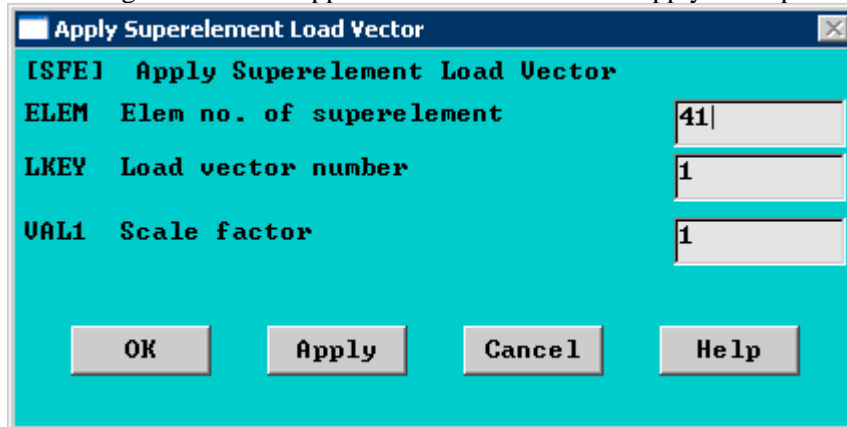 Apply Superelement Load Vector
[SFE] Apply Superelement Load Vector
ELEM Elem no. of superelement 41
LKEY Load vector number 1
VAL1 Scale factor 1
OK Apply Cancel Help